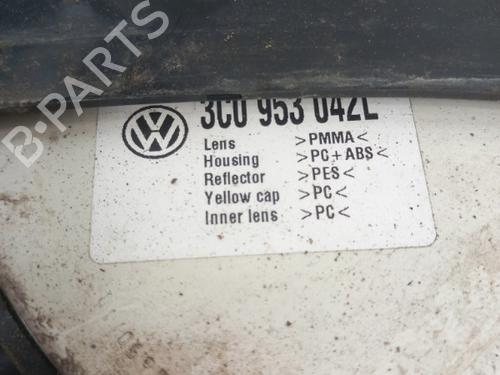 3C0 953 042L
Lens >PMMA<
Housing >PC+ABS<
Reflector >PES<
Yellow cap >PC<
Inner lens >PC<
B-PARTS